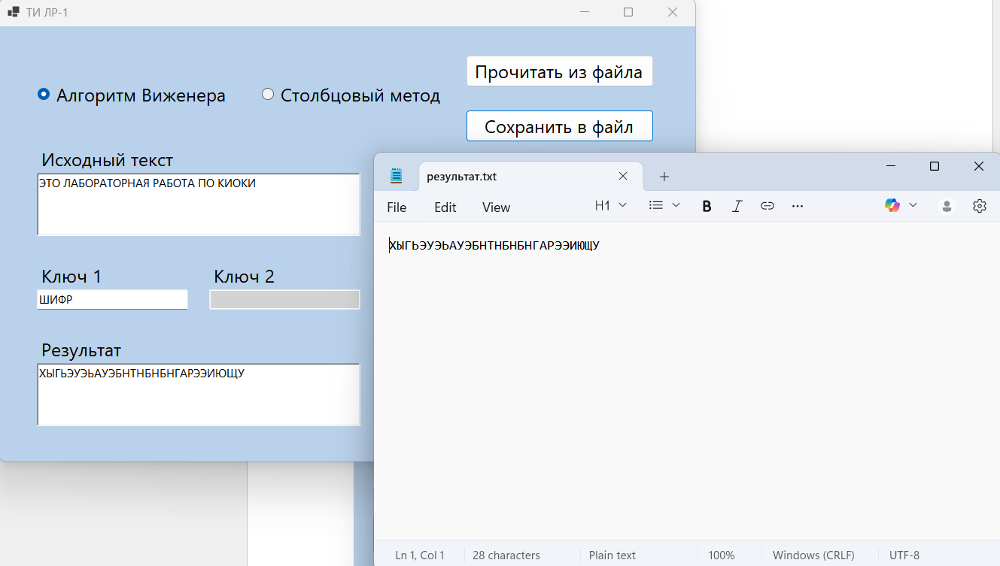 ТИ ЛР-1
Прочитать из файла
Алгоритм Виженера
Столбцовый метод
Сохранить в файл
Исходный текст
ЭТО ЛАБОРАТОРНАЯ РАБОТА ПО КИОКИ
Ключ 1
Ключ 2
ШИФР
Результат
ХЫГЬЭУЭЬАУЭБНТНБНБНГАРЭЭИЮЩУ
результат.txt
File
Edit
View
H1
B
I
ХЫГЬЭУЭЬАУЭБНТНБНБНГАРЭЭИЮЩУ
Ln 1, Col 1
28 characters
Plain text
100%
Windows (CRLF)
UTF-8